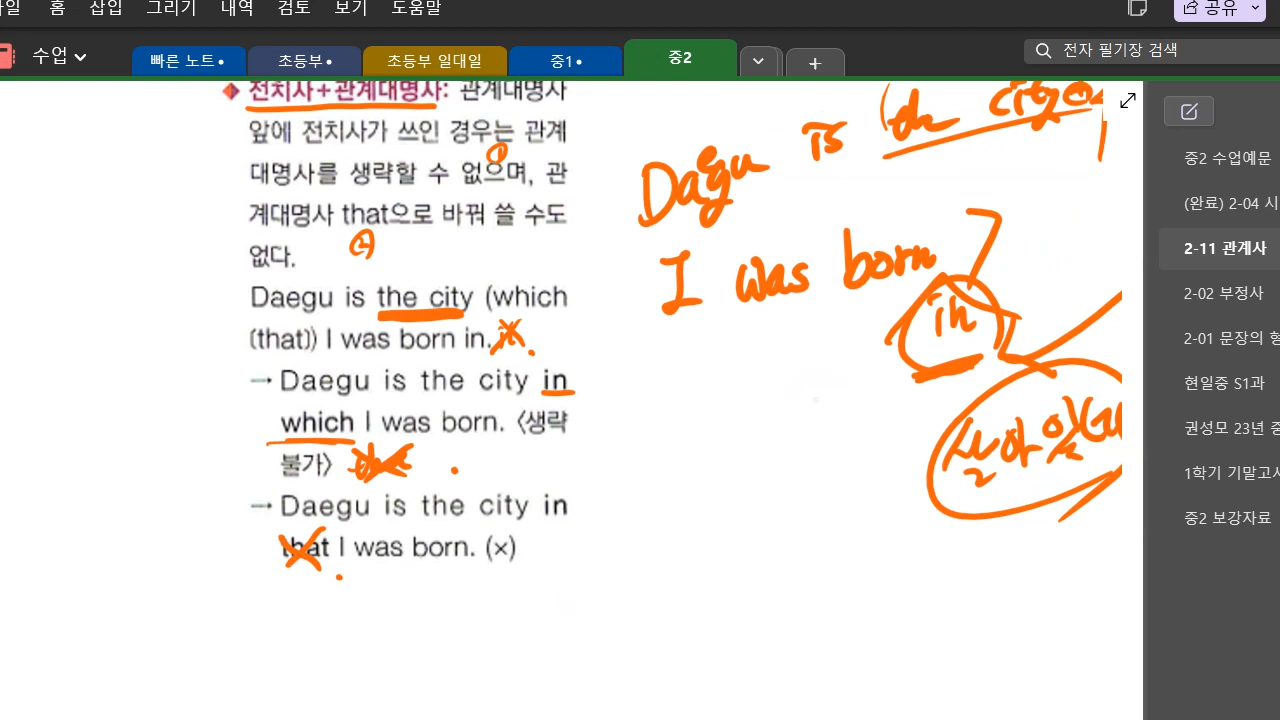 파일 홈 삽입 그리기 내역 검토 보기 도움말 공유
수업
빠른 노트
초등부
초등부 일대일
중1
중2
전자 필기장 검색
전치사+관계대명사: 관계대명사
앞에 전치사가 쓰인 경우는 관계
대명사를 생략할 수 없으며, 관
계대명사 that으로 바꿔 쓸 수도
없다.
Daegu is the city (which
(that)) I was born in.
→ Daegu is the city in
which I was born. 〈생략
불가〉
→ Daegu is the city in
that I was born. (×)
①
②
Daegu is the city
I was born in
살아있
중2 수업예문
(완료) 2-04 시
2-11 관계사
2-02 부정사
2-01 문장의 형
현일중 S1과
권성모 23년 중
1학기 기말고사
중2 보강자료